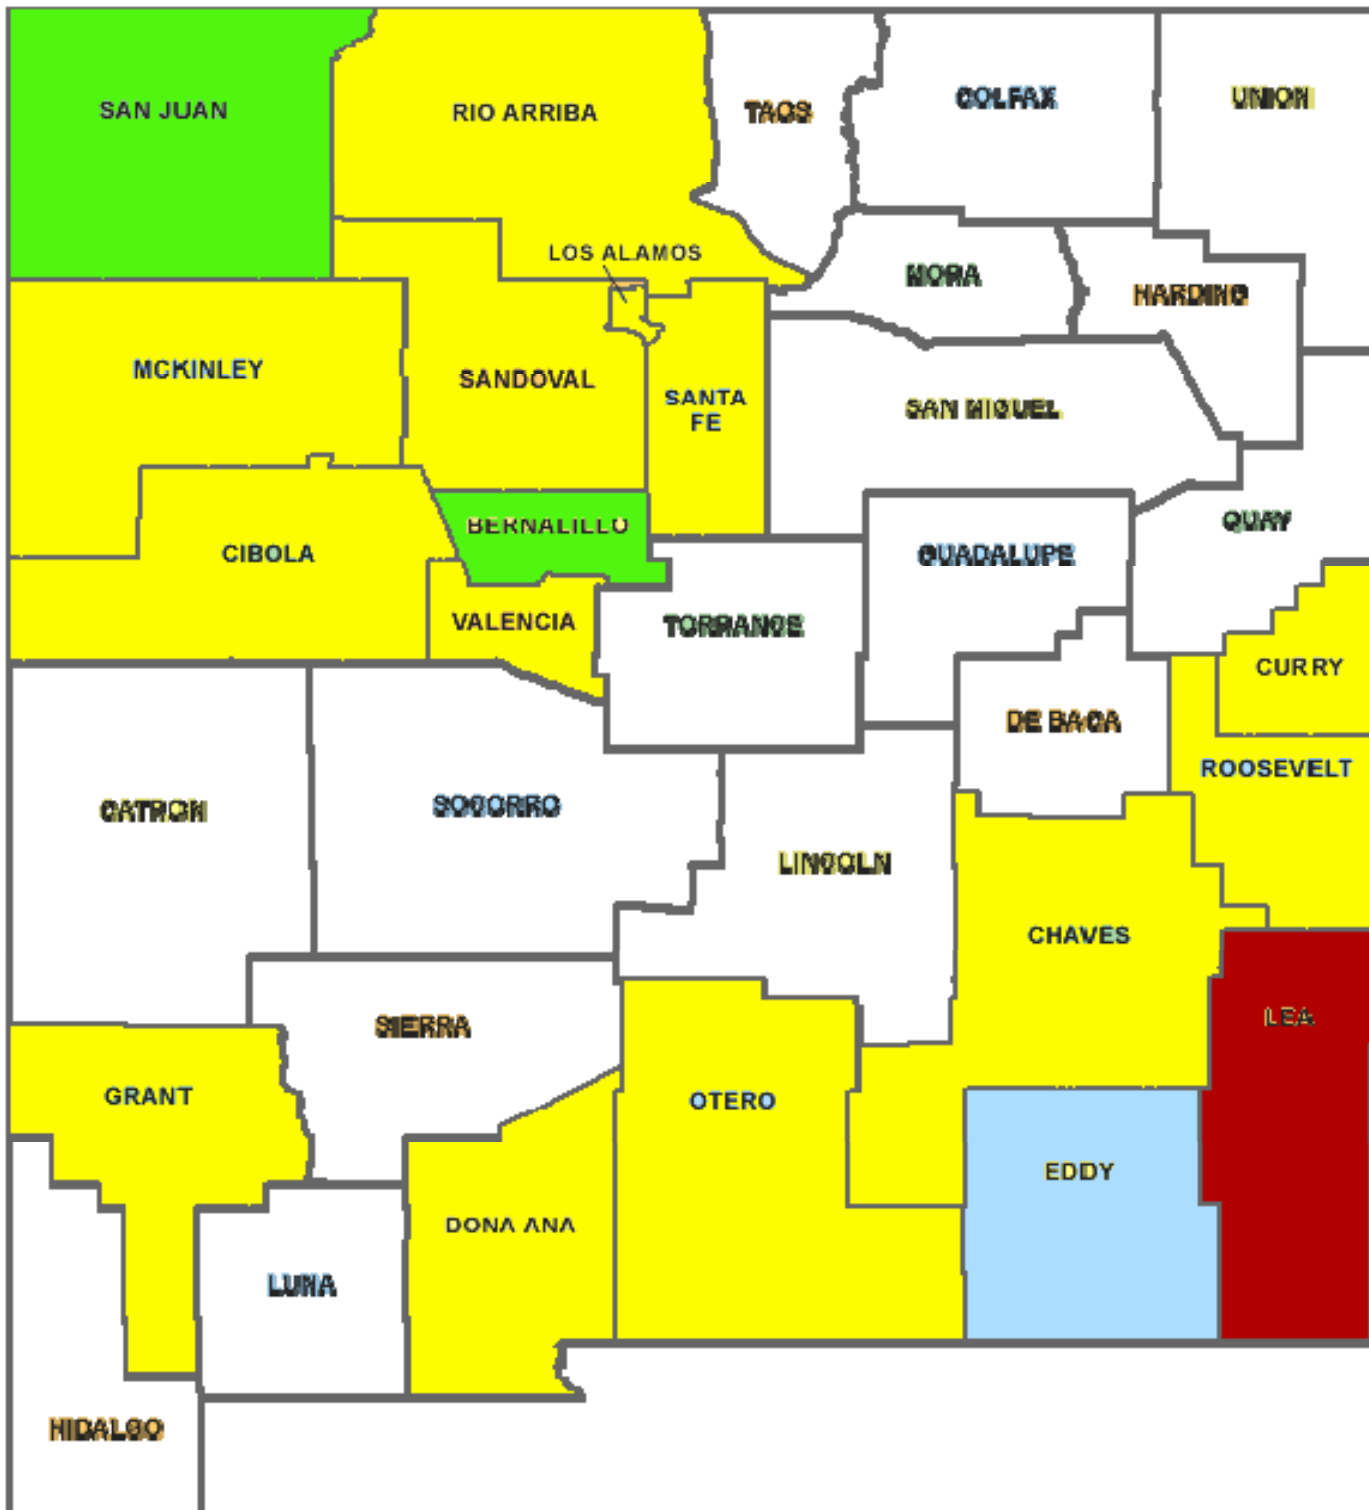 SAN JUAN
RIO ARRIBA
TAOS
COLFAX
UNION
LOS ALAMOS
MORA
HARDING
MCKINLEY
SANDOVAL
SANTA
FE
SAN MIGUEL
BERNALILLO
QUAY
CIBOLA
GUADALUPE
VALENCIA
TORRANCE
CURRY
DE BACA
ROOSEVELT
CATRON
SOCORRO
LINCOLN
CHAVES
LEA
SIERRA
GRANT
OTERO
EDDY
DONA ANA
LUNA
HIDALGO